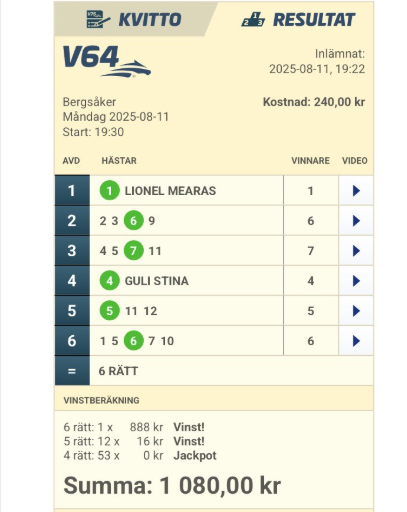 KVITTO
RESULTAT
V64
Inlämnat:
2025-08-11, 19:22
Bergsåker
Kostnad: 240,00 kr
Måndag 2025-08-11
Start: 19:30
AVD HÄSTAR VINNARE VIDEO
1 1 LIONEL MEARAS 1
2 2 3 6 9 6
3 4 5 7 11 7
4 4 GULI STINA 4
5 5 11 12 5
6 1 5 6 7 10 6
= 6 RÄTT
VINSTBERÄKNING
6 rätt: 1 x 888 kr Vinst!
5 rätt: 12 x 16 kr Vinst!
4 rätt: 53 x 0 kr Jackpot
Summa: 1 080,00 kr